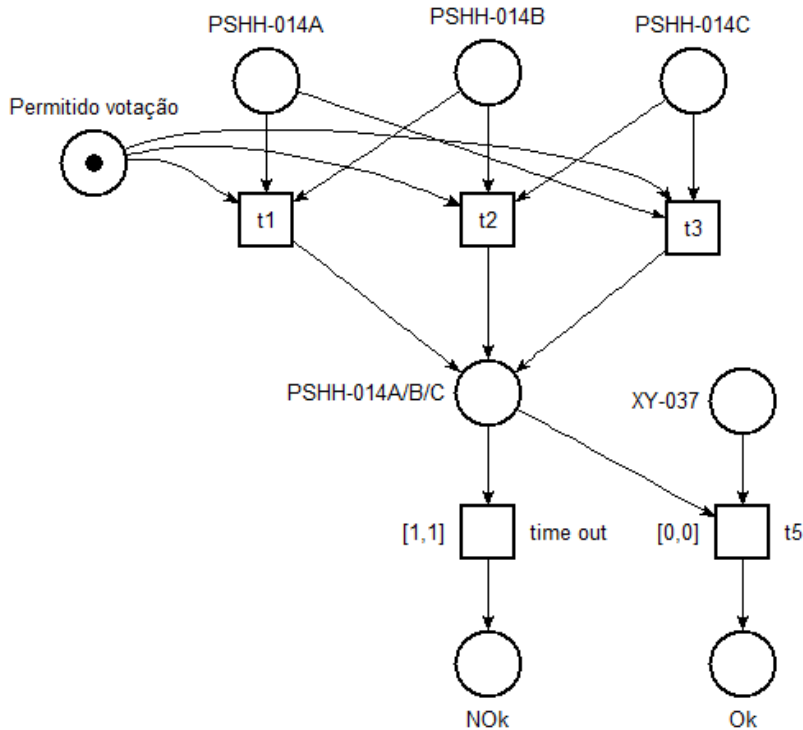 PSHH-014A
PSHH-014B
PSHH-014C
Permitido votação
t1
t2
t3
PSHH-014A/B/C
XY-037
[1,1]
time out
[0,0]
t5
NOk
Ok